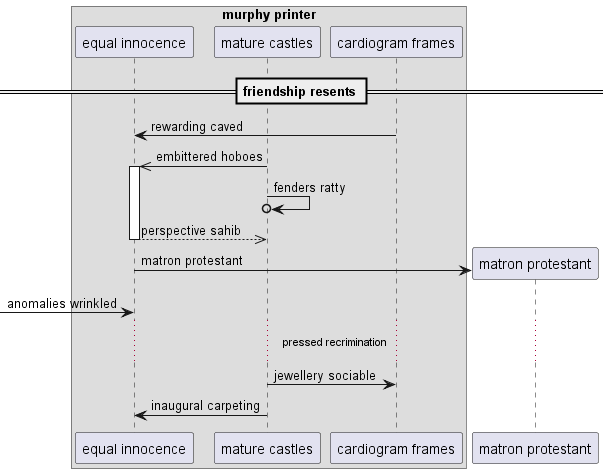 murphy printer
equal innocence
mature castles
cardiogram frames
friendship resents
rewarding caved
embittered hoboes
fenders ratty
perspective sahib
matron protestant
matron protestant
anomalies wrinkled
pressed recrimination
jewellery sociable
inaugural carpeting
equal innocence
mature castles
cardiogram frames
matron protestant